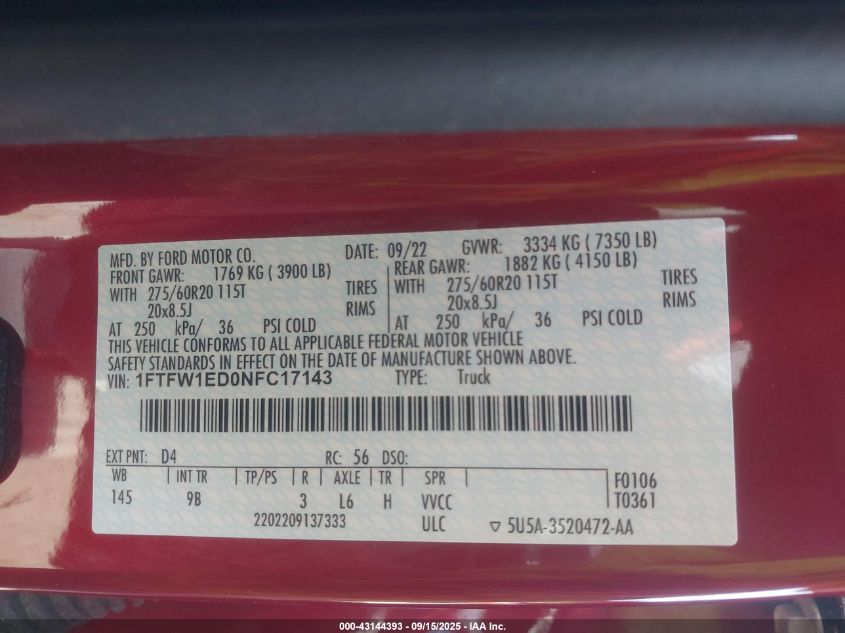 MFD. BY FORD MOTOR CO. DATE: 09/22 GVWR: 3334 KG ( 7350 LB)
FRONT GAWR: 1769 KG ( 3900 LB) REAR GAWR: 1882 KG ( 4150 LB)
WITH 275/60R20 115T TIRES WITH 275/60R20 115T TIRES
20x8.5J RIMS 20x8.5J RIMS
AT 250 kPa/ 36 PSI COLD AT 250 kPa/ 36 PSI COLD
THIS VEHICLE CONFORMS TO ALL APPLICABLE FEDERAL MOTOR VEHICLE
SAFETY STANDARDS IN EFFECT ON THE DATE OF MANUFACTURE SHOWN ABOVE.
VIN: 1FTFW1ED0NFC17143 TYPE: Truck
EXT PNT: D4 RC: 56 DSO:
WB INT TR TP/PS R AXLE TR SPR F0106
145 9B 3 L6 H VVCC T0361
2202209137333 ULC ▽ 5U5A-3520472-AA
000-43144393 - 09/15/2025 - IAA Inc.